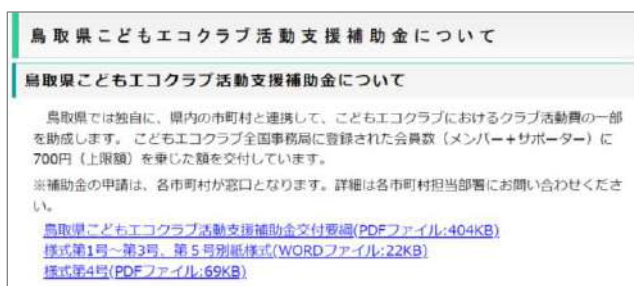 鳥取県こどもエコクラブ活動支援補助金について
鳥取県こどもエコクラブ活動支援補助金について
鳥取県では独自に、県内の市町村と連携して、こどもエコクラブにおけるクラブ活動費の一部
を助成します。 こどもエコクラブ全国事務局に登録された会員数（メンバー＋サポーター）に
700円（上限額）を乗じた額を交付しています。
※補助金の申請は、各市町村が窓口となります。詳細は各市町村担当部署にお問い合わせくださ
い。
鳥取県こどもエコクラブ活動支援補助金交付要綱(PDFファイル:404KB)
様式第1号～第3号、第５号別紙様式(WORDファイル:22KB)
様式第4号(PDFファイル:69KB)